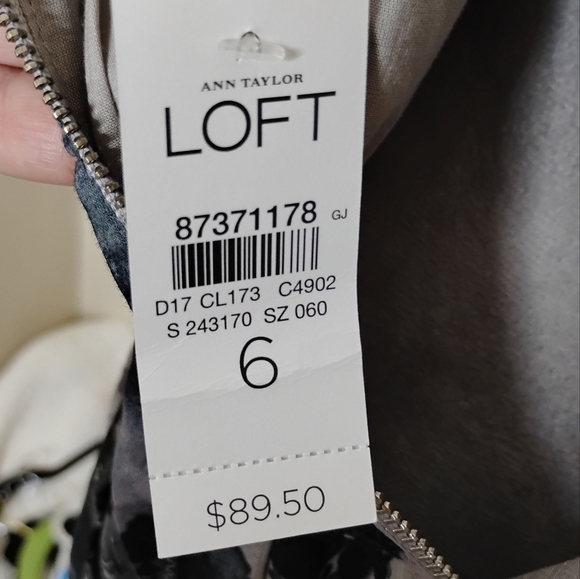 ANN TAYLOR
LOFT
87371178 GJ
D17 CL173 C4902
S 243170 SZ 060
6
$89.50